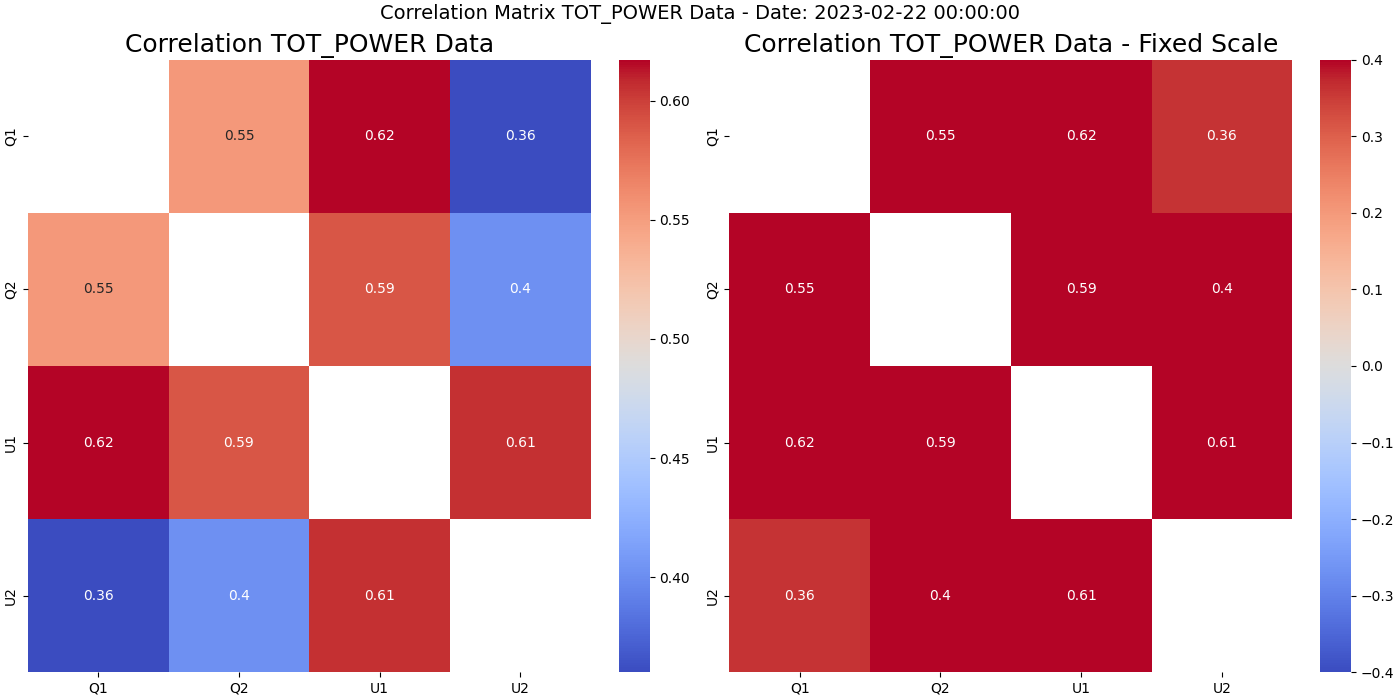 Correlation Matrix TOT_POWER Data - Date: 2023-02-22 00:00:00
Correlation TOT_POWER Data
Q1
0.55
0.62
0.36
Q2
0.55
0.59
0.4
U1
0.62
0.59
0.61
U2
0.36
0.4
0.61
Q1
Q2
U1
U2
0.60
0.55
0.50
0.45
0.40
Correlation TOT_POWER Data - Fixed Scale
Q1
0.55
0.62
0.36
Q2
0.55
0.59
0.4
U1
0.62
0.59
0.61
U2
0.36
0.4
0.61
Q1
Q2
U1
U2
0.4
0.3
0.2
0.1
0.0
−0.1
−0.2
−0.3
−0.4